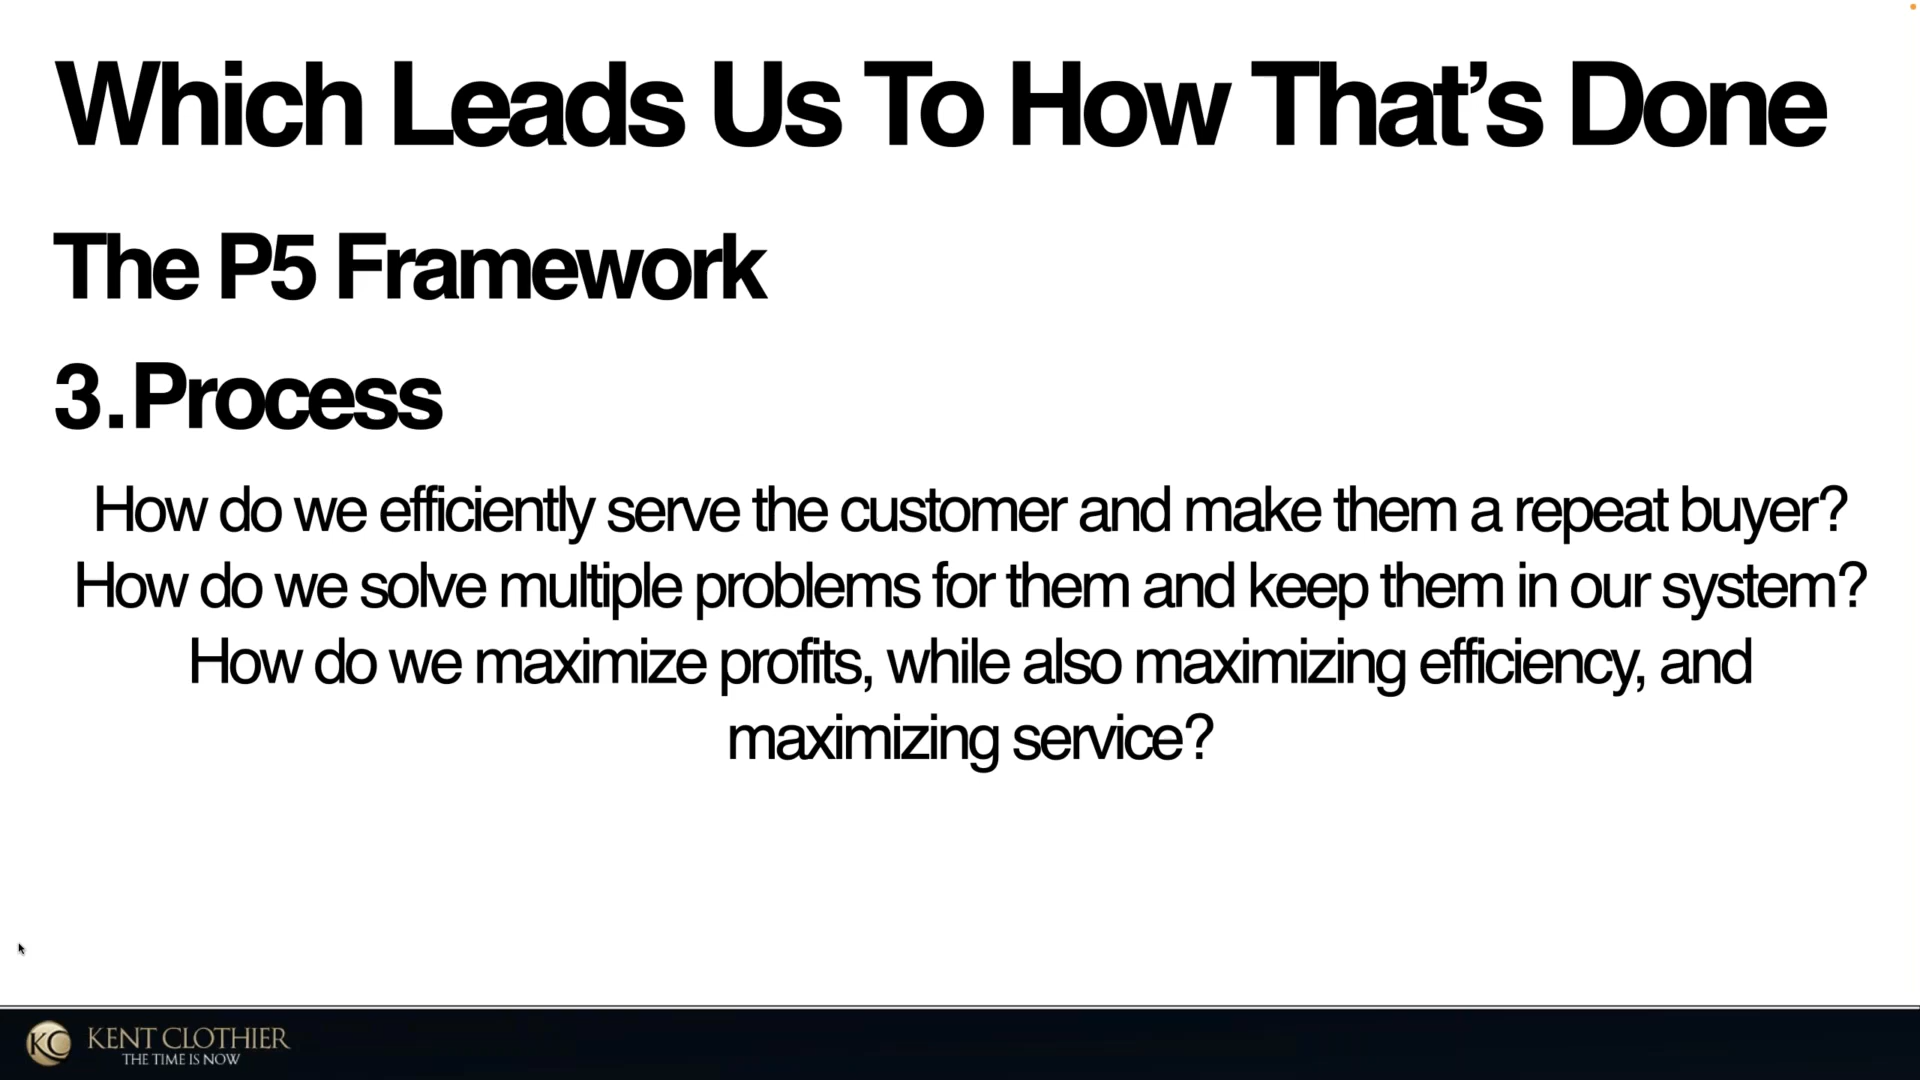 Which Leads Us To How That’s Done
The P5 Framework
3.Process
How do we efficiently serve the customer and make them a repeat buyer?
How do we solve multiple problems for them and keep them in our system?
How do we maximize profits, while also maximizing efficiency, and
maximizing service?
KC
KENT CLOTHIER
THE TIME IS NOW